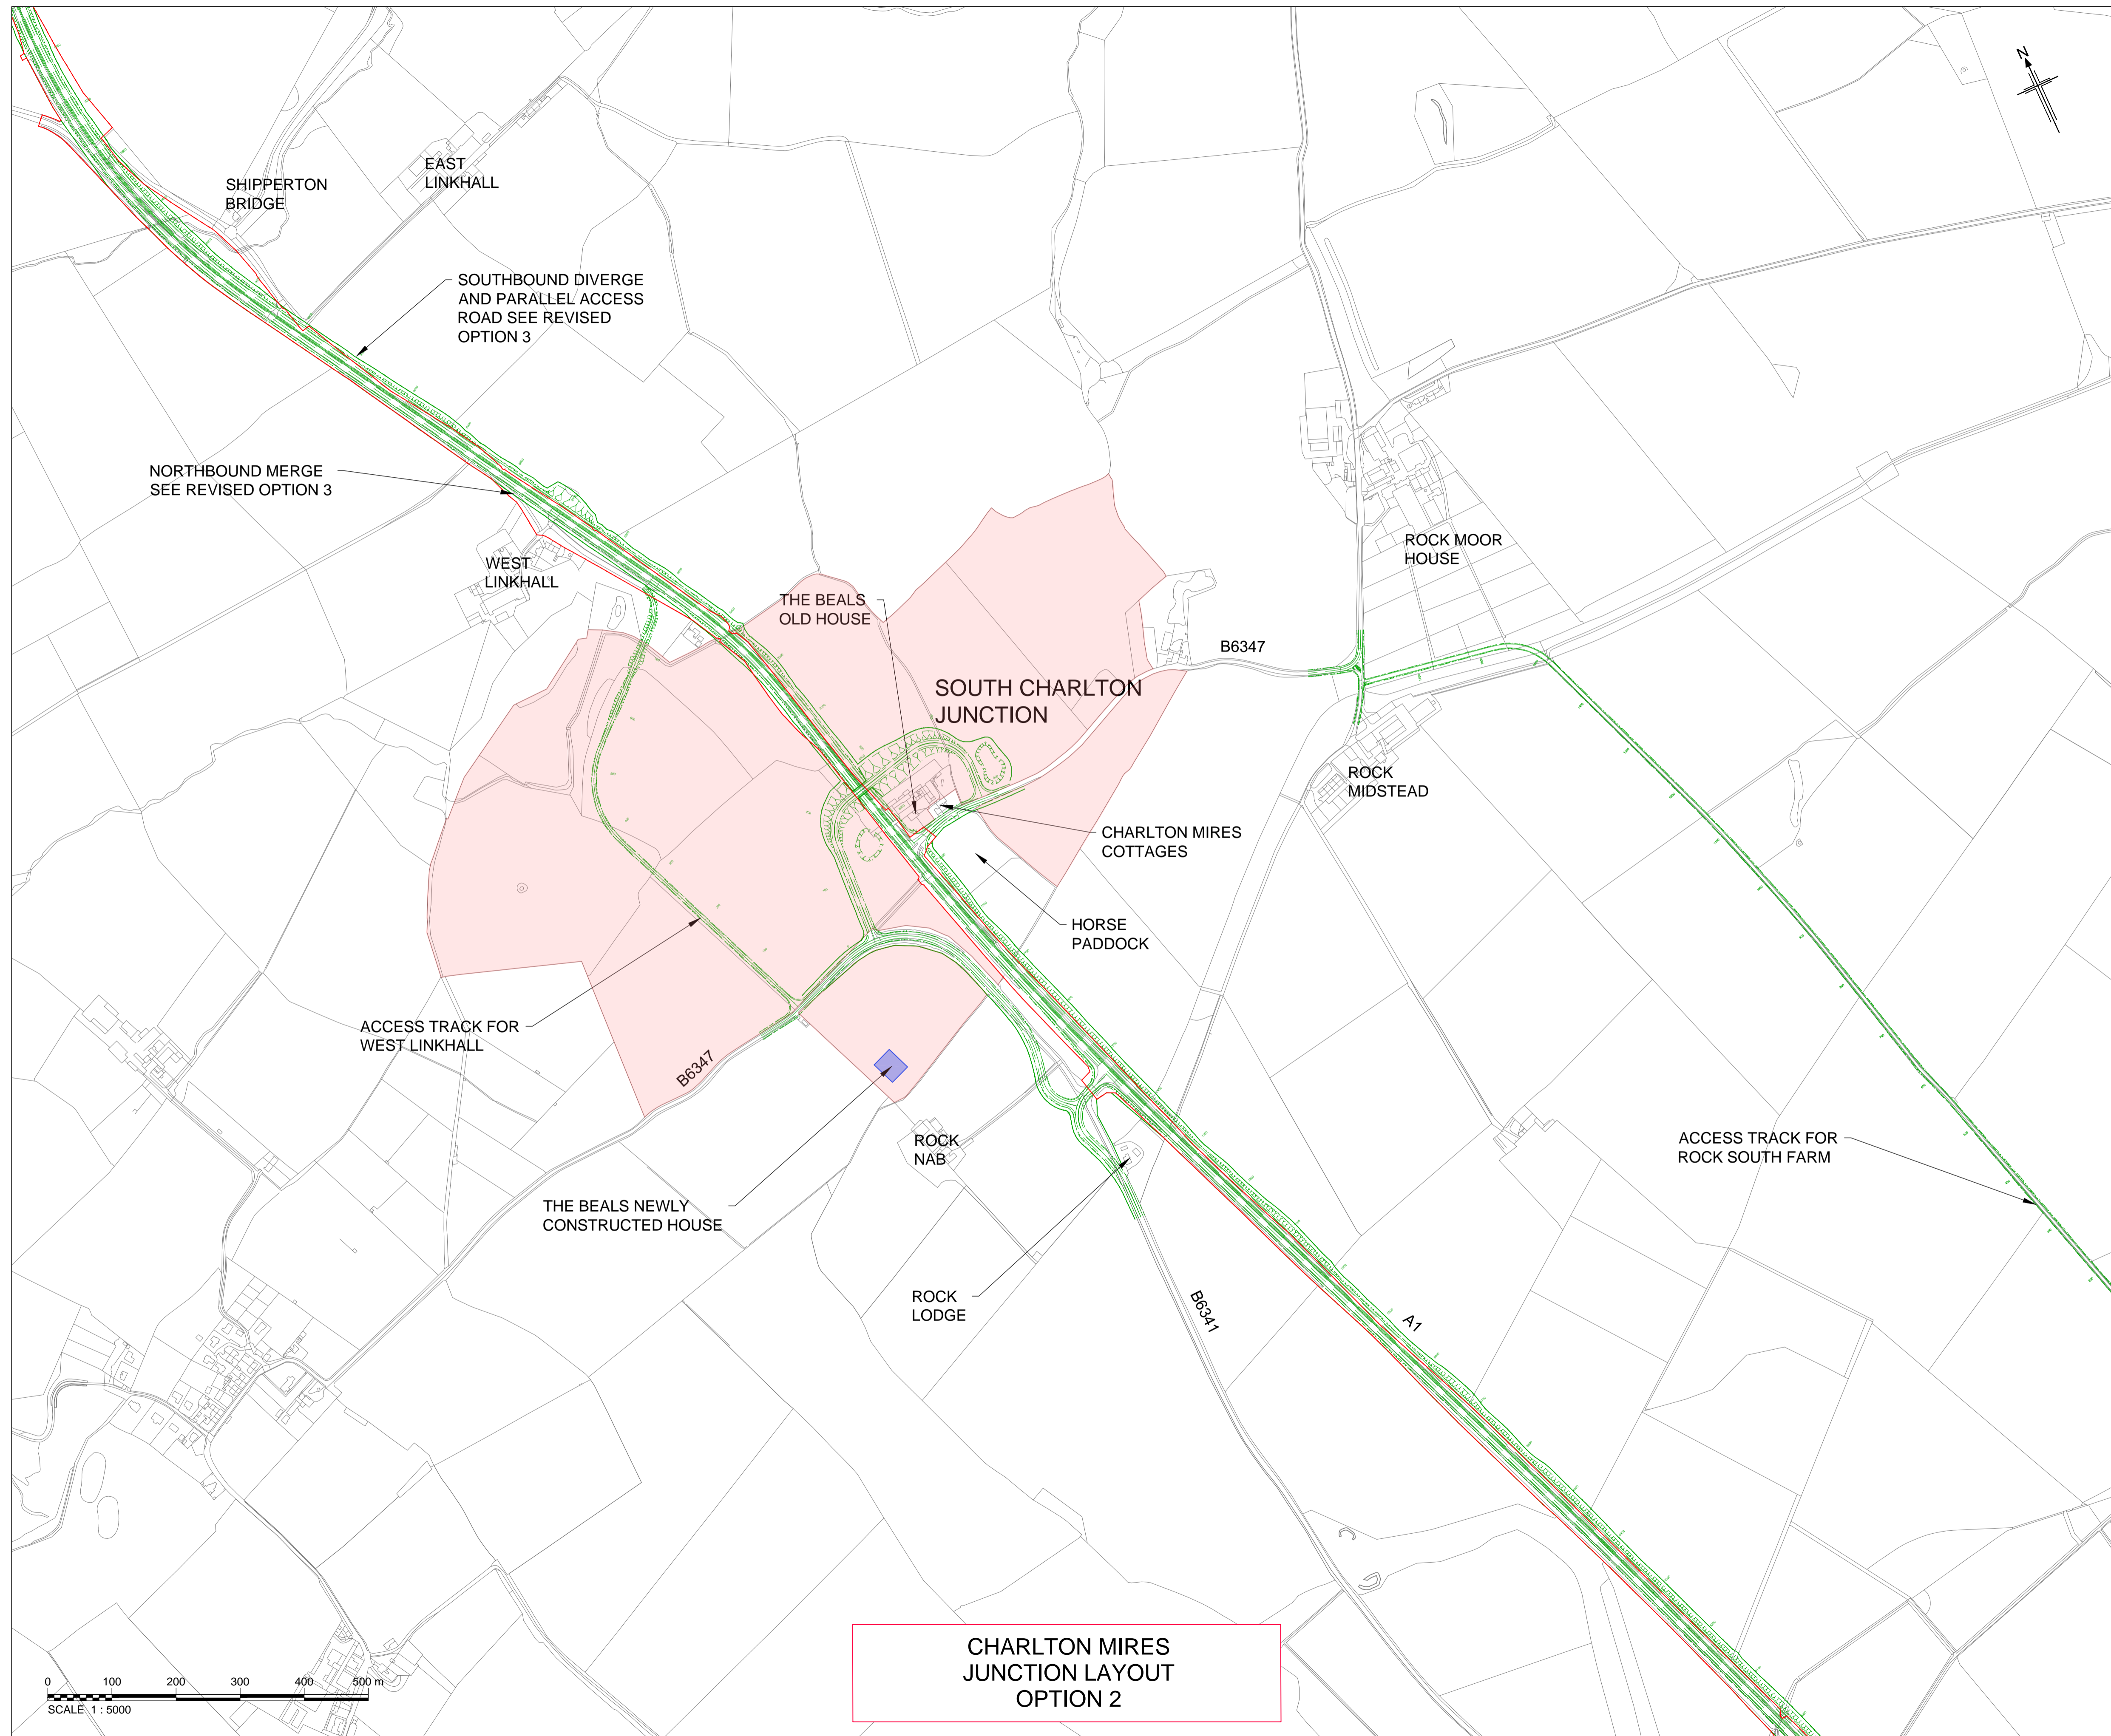 N
EAST
LINKHALL
SHIPPERTON
BRIDGE
SOUTHBOUND DIVERGE
AND PARALLEL ACCESS
ROAD SEE REVISED
OPTION 3
NORTHBOUND MERGE
SEE REVISED OPTION 3
WEST
LINKHALL
ROCK MOOR
HOUSE
THE BEALS
OLD HOUSE
B6347
SOUTH CHARLTON
JUNCTION
ROCK
MIDSTEAD
CHARLTON MIRES
COTTAGES
HORSE
PADDOCK
ACCESS TRACK FOR
WEST LINKHALL
B6347
ROCK
NAB
ACCESS TRACK FOR
ROCK SOUTH FARM
THE BEALS NEWLY
CONSTRUCTED HOUSE
ROCK
LODGE
B6341
A1
CHARLTON MIRES
JUNCTION LAYOUT
OPTION 2
0 100 200 300 400 500 m
SCALE 1 : 5000